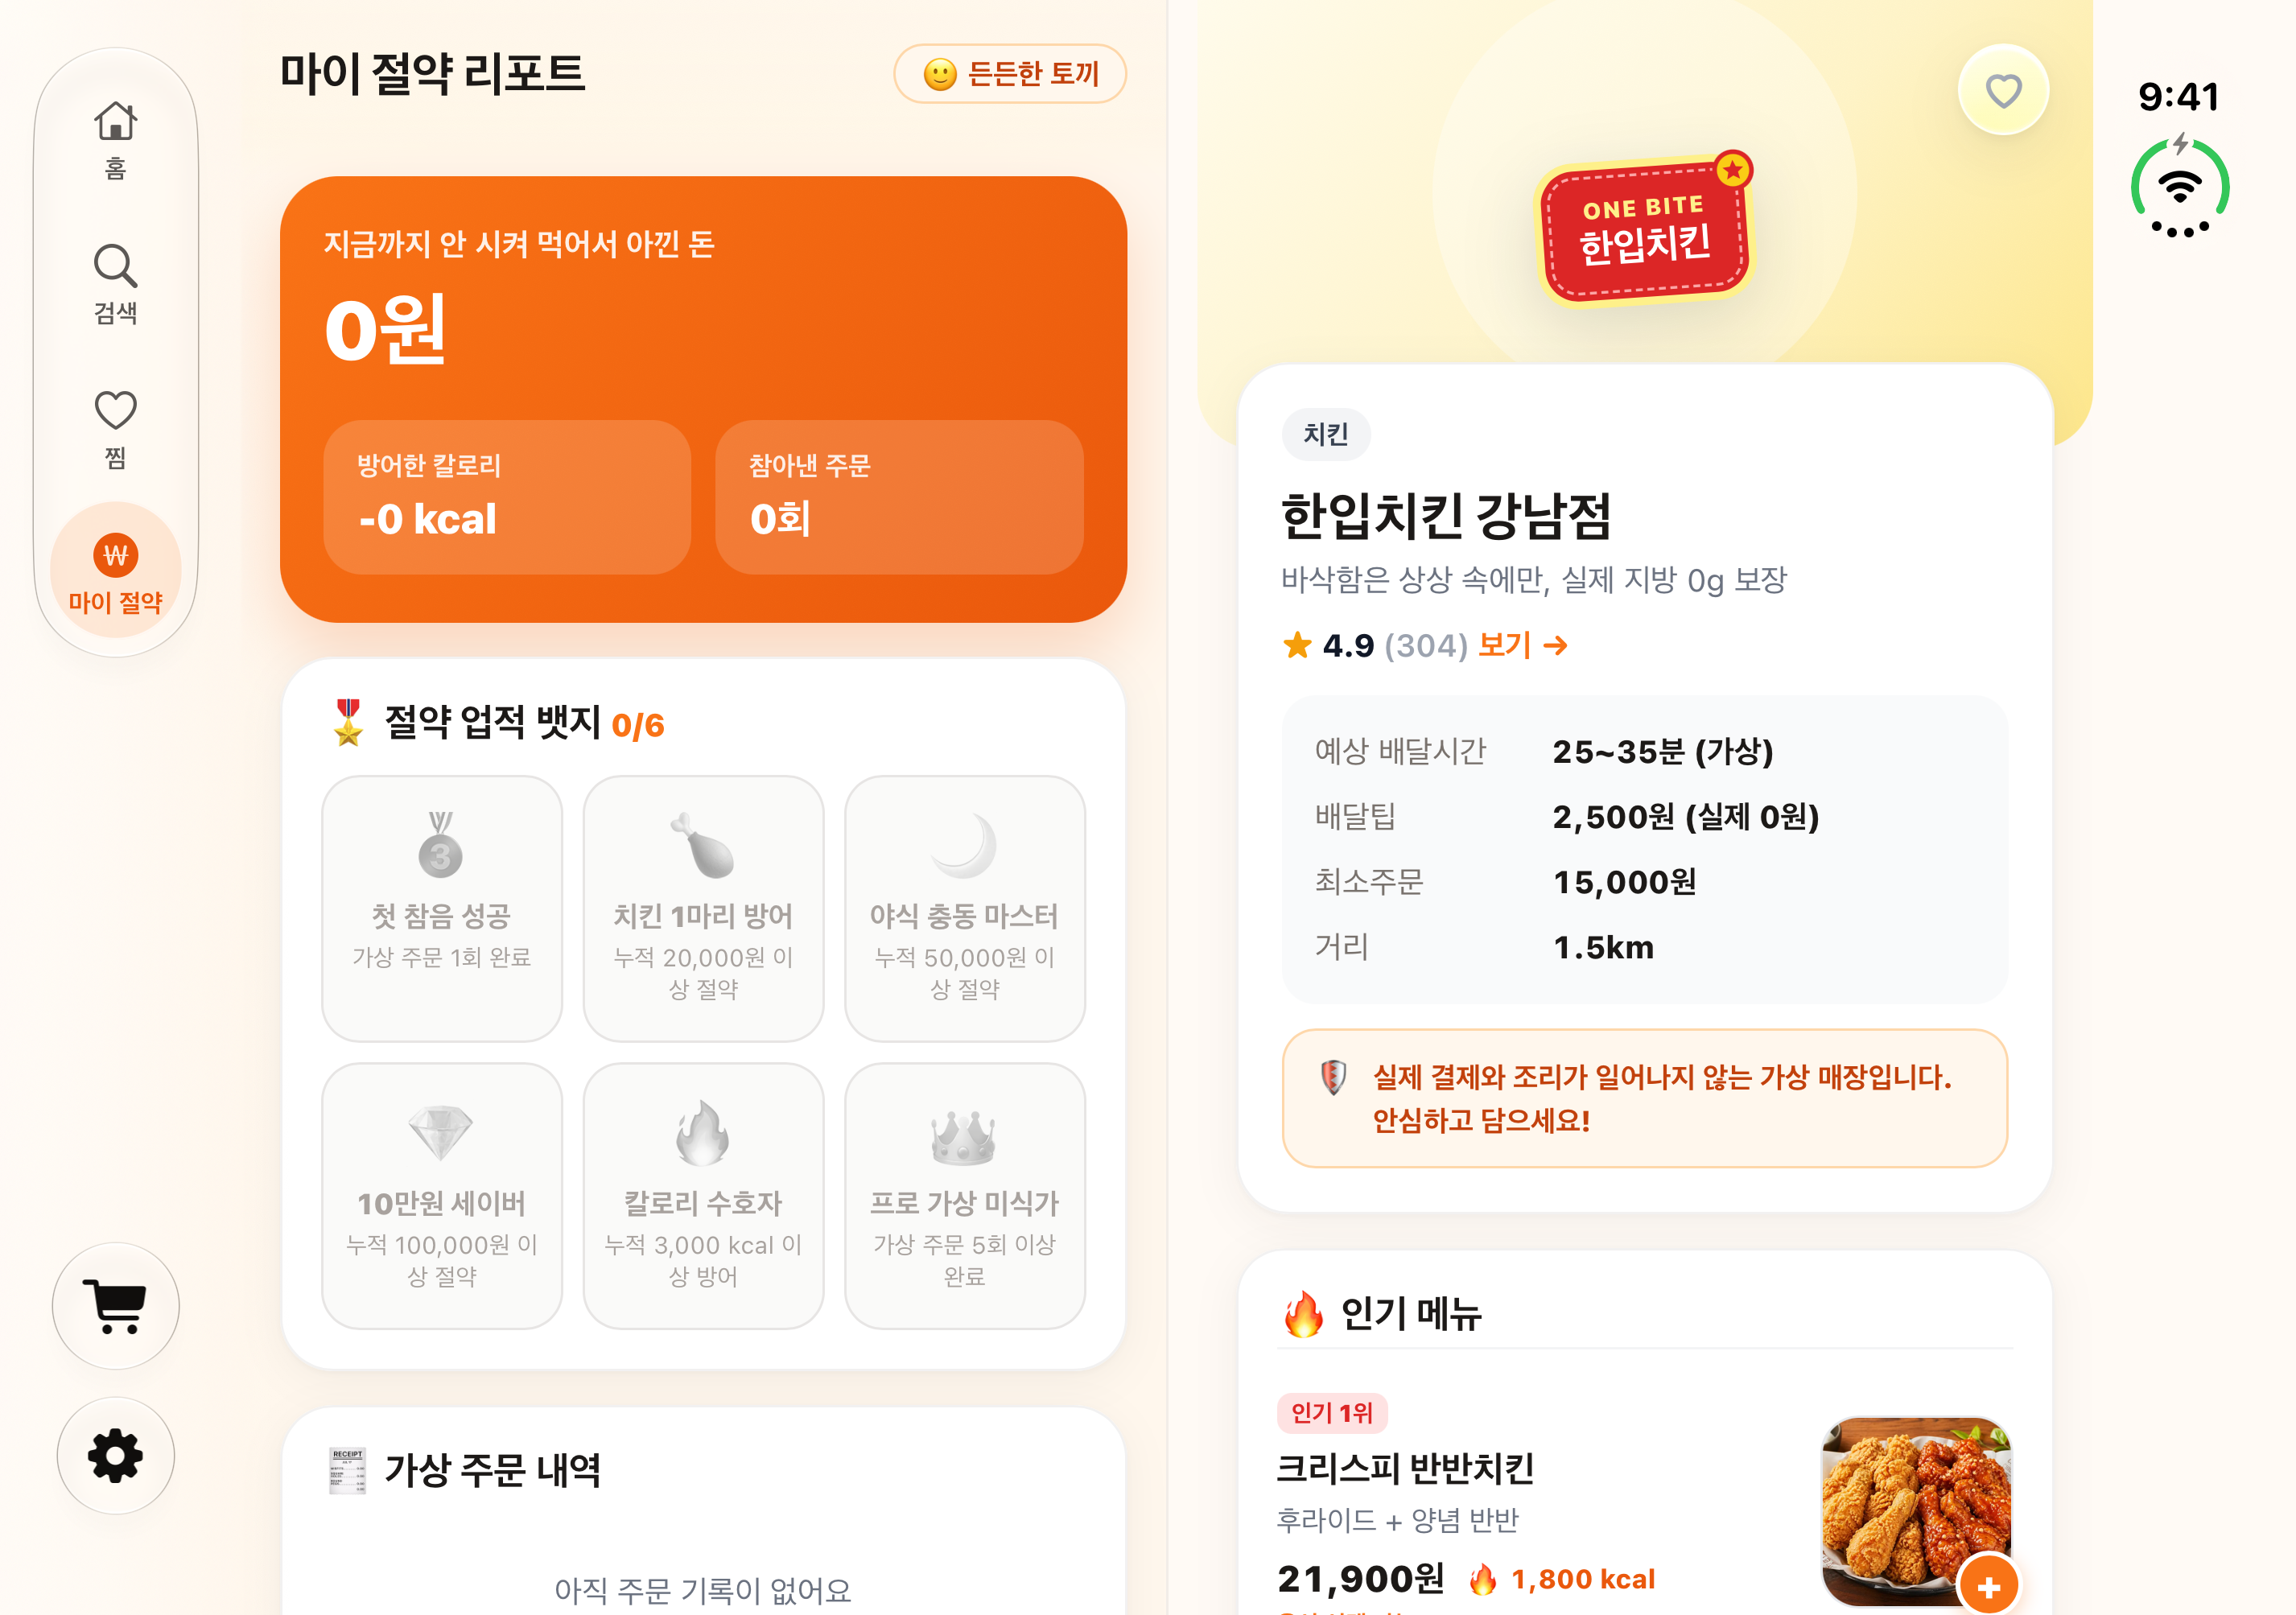 홈
검색
찜
마이 절약
마이 절약 리포트
든든한 토끼
지금까지 안 시켜 먹어서 아낀 돈
0원
방어한 칼로리
-0 kcal
참아낸 주문
0회
절약 업적 뱃지 0/6
3
첫 참음 성공
가상 주문 1회 완료
치킨 1마리 방어
누적 20,000원 이
상 절약
야식 충동 마스터
누적 50,000원 이
상 절약
10만원 세이버
누적 100,000원 이
상 절약
칼로리 수호자
누적 3,000 kcal 이
상 방어
프로 가상 미식가
가상 주문 5회 이상
완료
RECEIPT
가상 주문 내역
아직 주문 기록이 없어요
ONE BITE
한입치킨
치킨
한입치킨 강남점
바삭함은 상상 속에만, 실제 지방 0g 보장
4.9 (304) 보기 →
예상 배달시간 25~35분 (가상)
배달팁 2,500원 (실제 0원)
최소주문 15,000원
거리 1.5km
실제 결제와 조리가 일어나지 않는 가상 매장입니다.
안심하고 담으세요!
인기 메뉴
인기 1위
크리스피 반반치킨
후라이드 + 양념 반반
21,900원 1,800 kcal
9:41